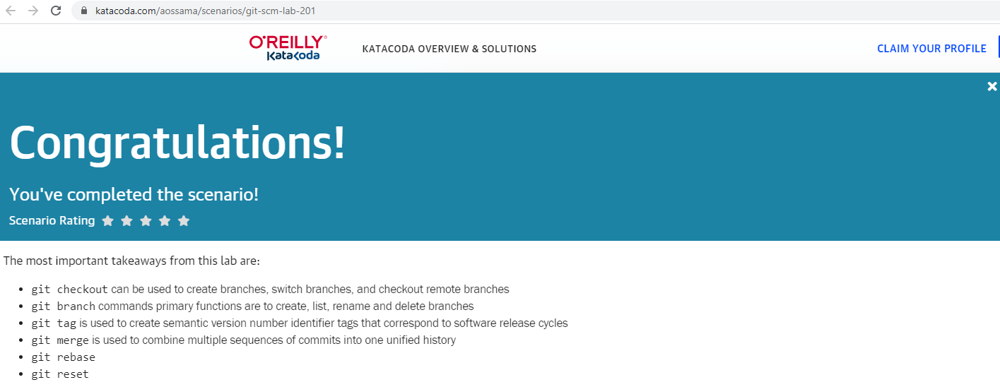 katacoda.com/aossama/scenarios/git-scm-lab-201
O'REILLY®
KataKoda
KATACODA OVERVIEW & SOLUTIONS
CLAIM YOUR PROFILE
Congratulations!
You've completed the scenario!
Scenario Rating
The most important takeaways from this lab are:
• git checkout can be used to create branches, switch branches, and checkout remote branches
• git branch commands primary functions are to create, list, rename and delete branches
• git tag is used to create semantic version number identifier tags that correspond to software release cycles
• git merge is used to combine multiple sequences of commits into one unified history
• git rebase
• git reset